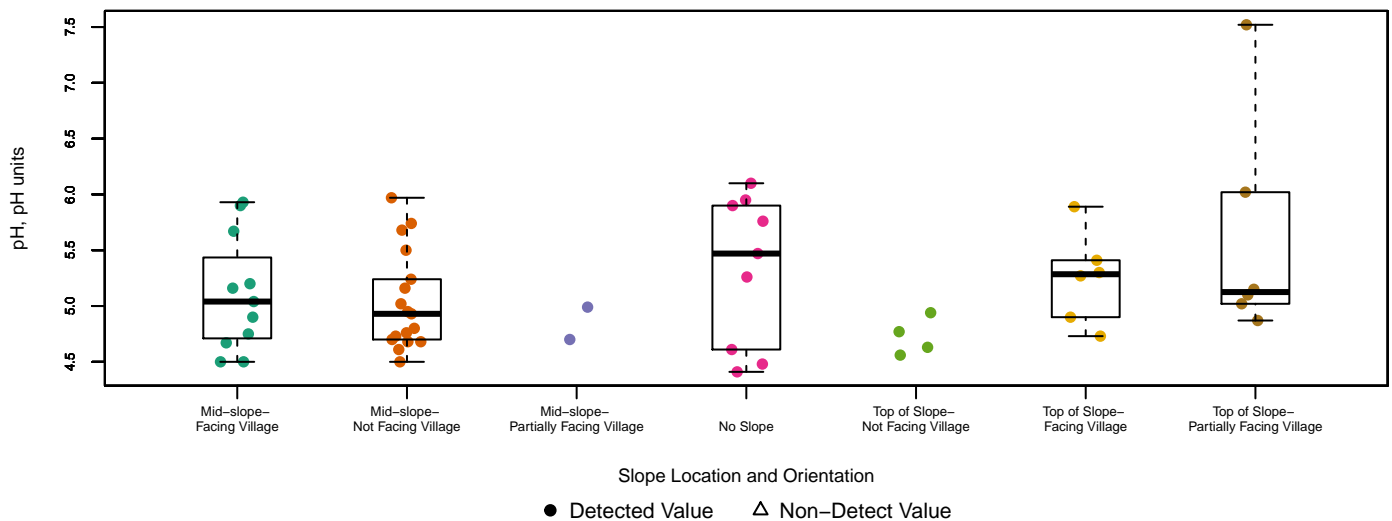 7.5
7.0
6.5
6.0
5.5
5.0
4.5
pH, pH units
Mid−slope−
Facing Village
Mid−slope−
Not Facing Village
Mid−slope−
Partially Facing Village
No Slope
Top of Slope−
Not Facing Village
Top of Slope−
Facing Village
Top of Slope−
Partially Facing Village
Slope Location and Orientation
Detected Value
Non−Detect Value